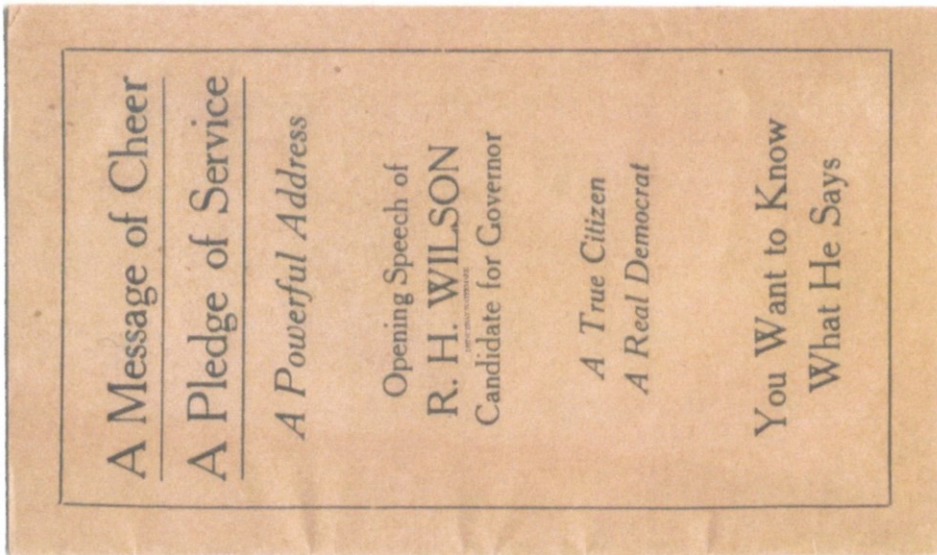 A Message of Cheer
A Pledge of Service
A Powerful Address
Opening Speech of
R. H. WILSON
Candidate for Governor
A True Citizen
A Real Democrat
You Want to Know
What He Says